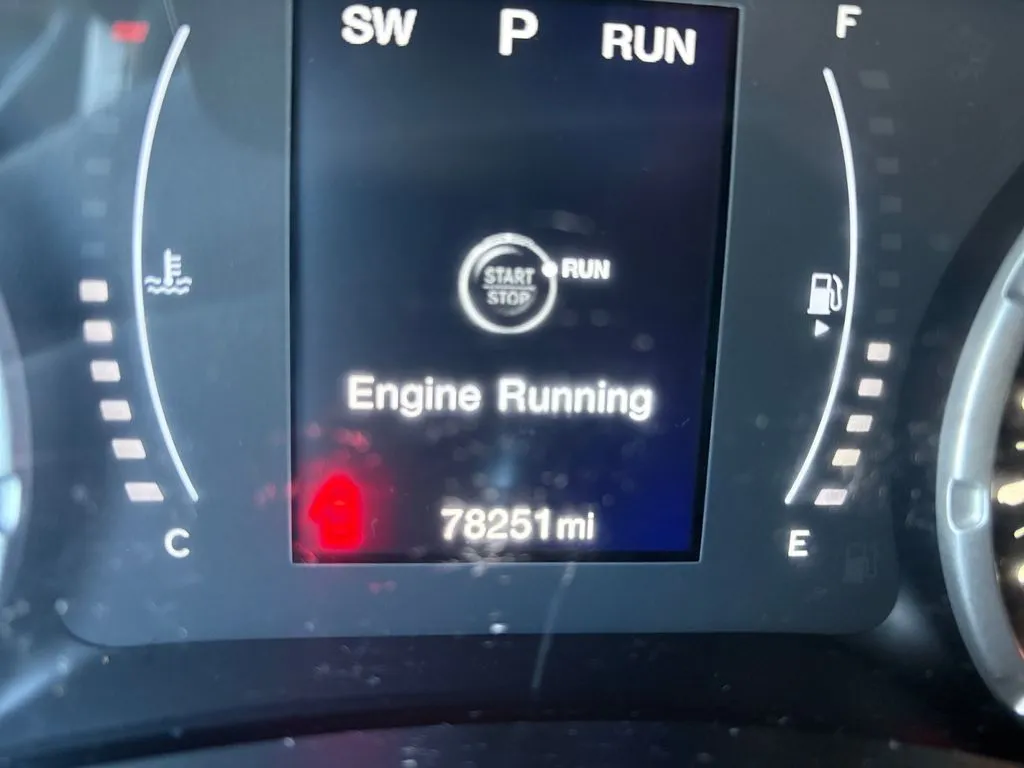 SW P RUN
F
START
STOP
RUN
Engine Running
78251mi
C
E